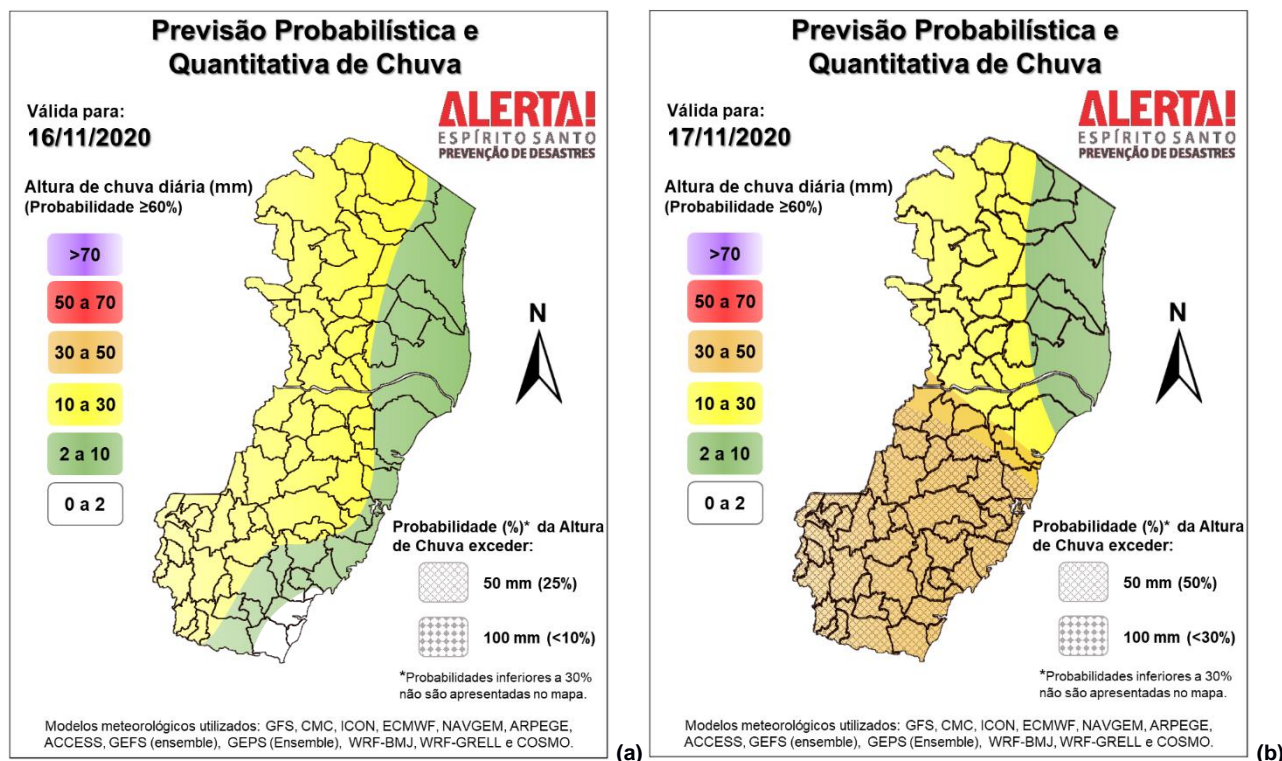 Previsão Probabilística e
Quantitativa de Chuva
Válida para:
16/11/2020
ALERTA!
ESPÍRITO SANTO
PREVENÇÃO DE DESASTRES
Altura de chuva diária (mm)
(Probabilidade ≥60%)
>70
50 a 70
30 a 50
10 a 30
2 a 10
0 a 2
N
Probabilidade (%)* da Altura
de Chuva exceder:
50 mm (25%)
100 mm (<10%)
*Probabilidades inferiores a 30%
não são apresentadas no mapa.
Modelos meteorológicos utilizados: GFS, CMC, ICON, ECMWF, NAVGEM, ARPEGE,
ACCESS, GEFS (ensemble), GEPS (Ensemble), WRF-BMJ, WRF-GRELL e COSMO.
(a)
Previsão Probabilística e
Quantitativa de Chuva
Válida para:
17/11/2020
ALERTA!
ESPÍRITO SANTO
PREVENÇÃO DE DESASTRES
Altura de chuva diária (mm)
(Probabilidade ≥60%)
>70
50 a 70
30 a 50
10 a 30
2 a 10
0 a 2
N
Probabilidade (%)* da Altura
de Chuva exceder:
50 mm (50%)
100 mm (<30%)
*Probabilidades inferiores a 30%
não são apresentadas no mapa.
Modelos meteorológicos utilizados: GFS, CMC, ICON, ECMWF, NAVGEM, ARPEGE,
ACCESS, GEFS (ensemble), GEPS (Ensemble), WRF-BMJ, WRF-GRELL e COSMO.
(b)